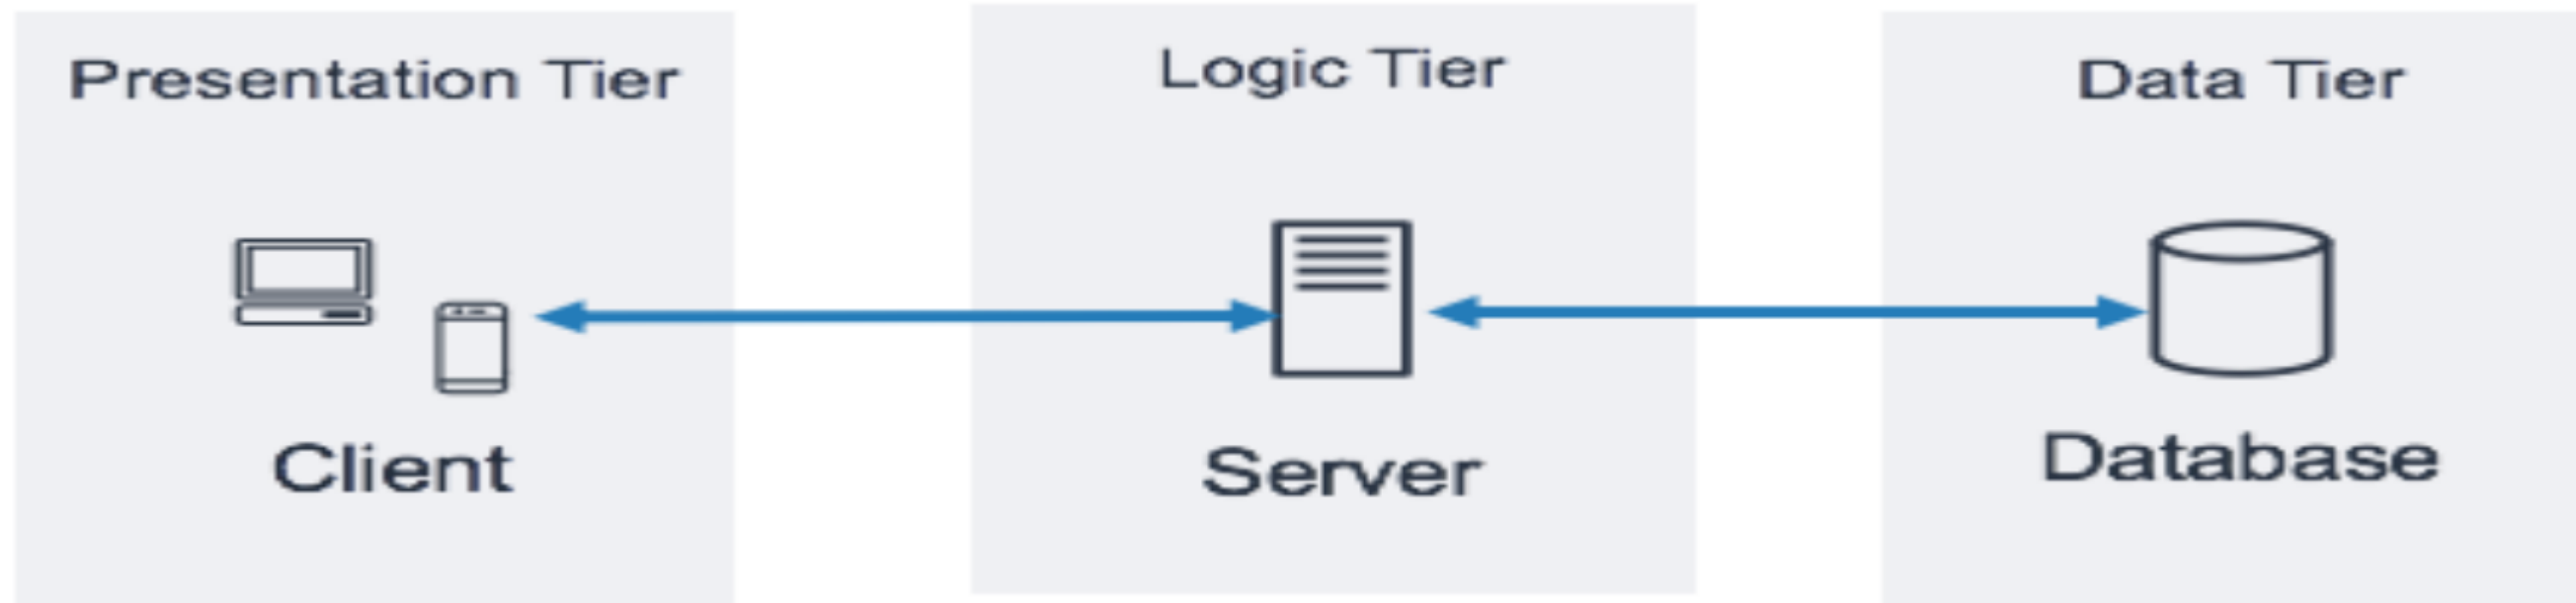 Presentation Tier
Client
Logic Tier
Server
Data Tier
Database